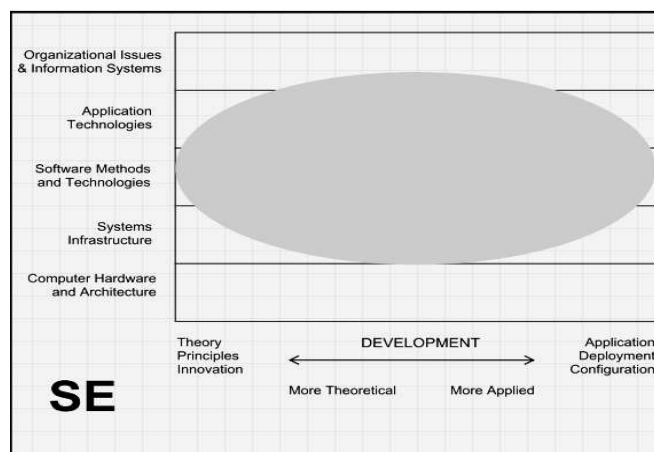 Organizational Issues
& Information Systems
Application
Technologies
Software Methods
and Technologies
Systems
Infrastructure
Computer Hardware
and Architecture
Theory
Principles
Innovation
DEVELOPMENT
More Theoretical
More Applied
Application
Deployment
Configuration
SE